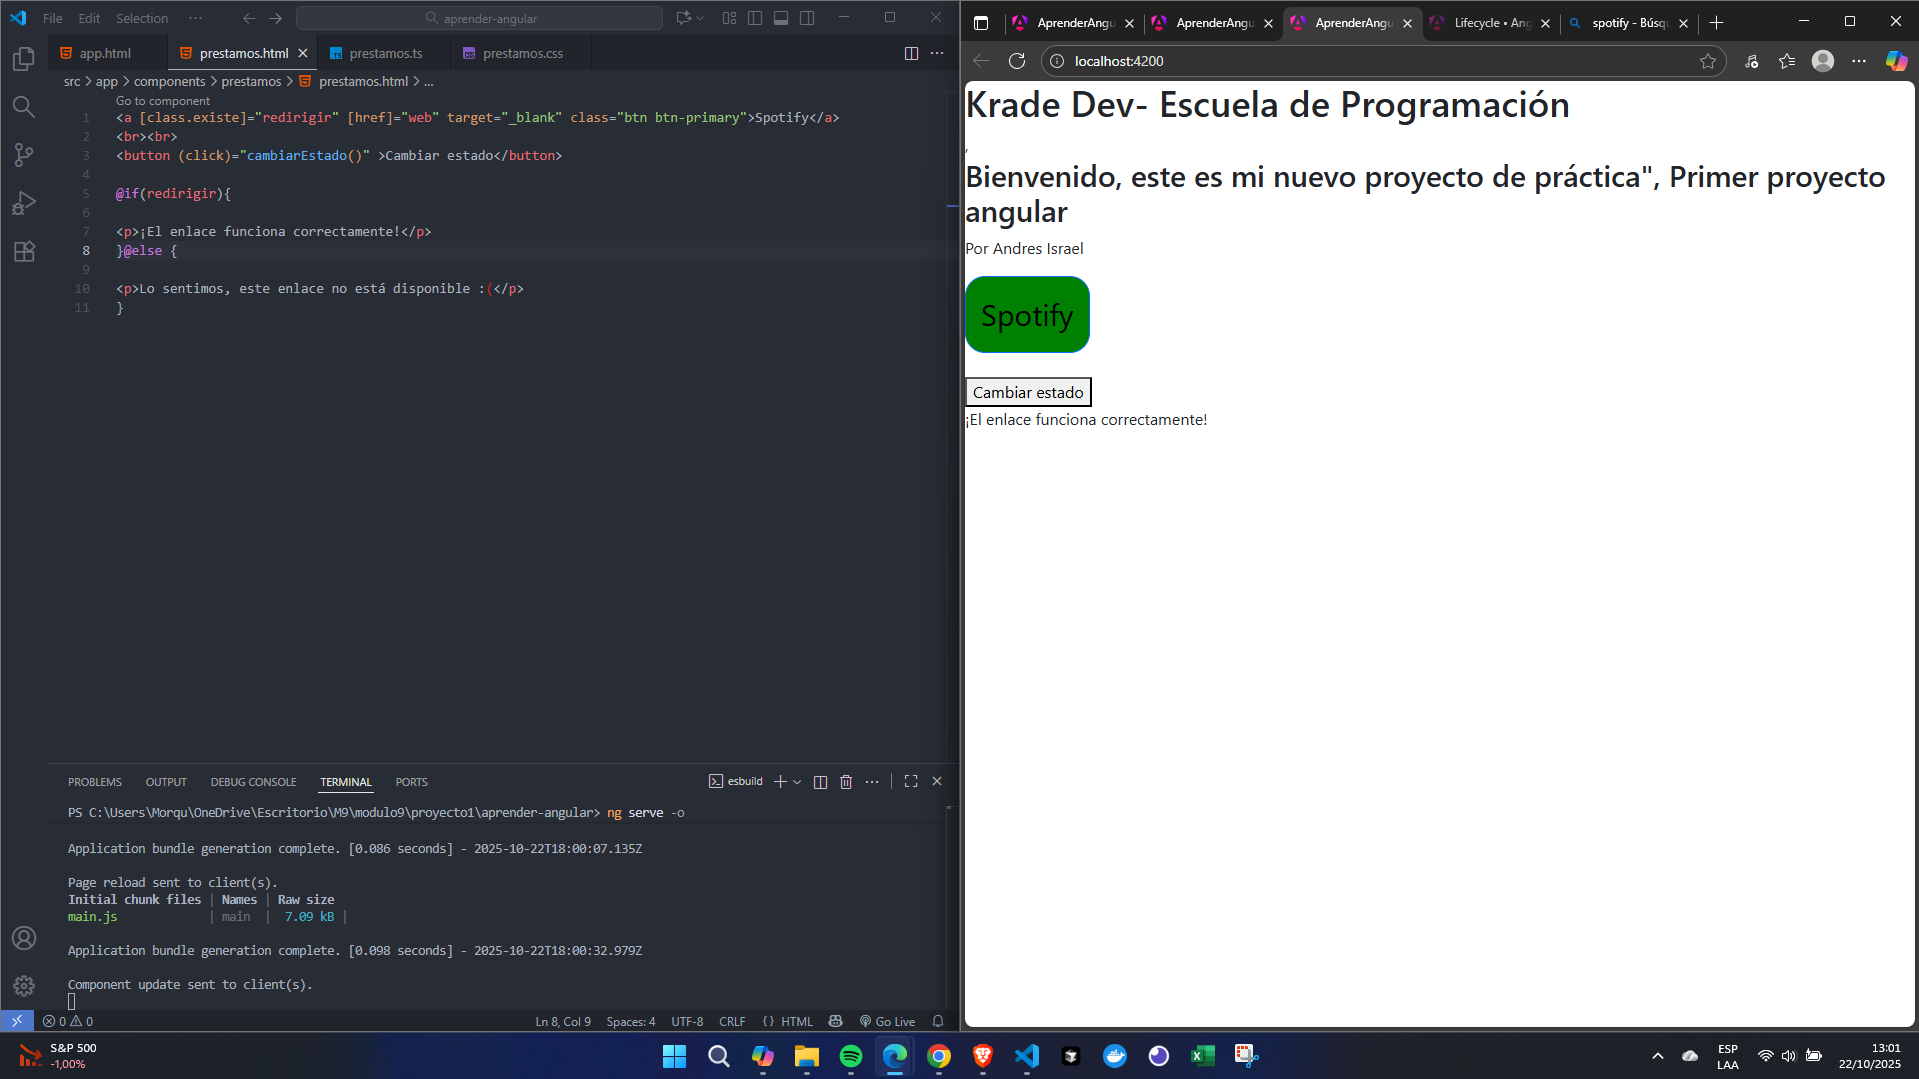 File Edit Selection ···
aprender-angular
app.html
prestamos.html
prestamos.ts
prestamos.css
src > app > components > prestamos > prestamos.html > ...
Go to component
1 <a [class.existe]="redirigir" [href]="web" target="_blank" class="btn btn-primary">Spotify</a>
2 <br><br>
3 <button (click)="cambiarEstado()" >Cambiar estado</button>
4
5 @if(redirigir){
6
7 <p>¡El enlace funciona correctamente!</p>
8 }@else {
9
10 <p>Lo sentimos, este enlace no está disponible :(</p>
11 }
PROBLEMS OUTPUT DEBUG CONSOLE TERMINAL PORTS
esbuild
PS C:\Users\Morqu\OneDrive\Escritorio\M9\modulo9\proyecto1\aprender-angular> ng serve -o
Application bundle generation complete. [0.086 seconds] - 2025-10-22T18:00:07.135Z
Page reload sent to client(s).
Initial chunk files | Names | Raw size
main.js | main | 7.09 kB |
Application bundle generation complete. [0.098 seconds] - 2025-10-22T18:00:32.979Z
Component update sent to client(s).
0 0
Ln 8, Col 9 Spaces: 4 UTF-8 CRLF {} HTML Go Live
AprenderAngu
AprenderAngu
AprenderAngu
Lifecycle • Ang
spotify - Búsqu
localhost:4200
Krade Dev- Escuela de Programación
,
Bienvenido, este es mi nuevo proyecto de práctica", Primer proyecto
angular
Por Andres Israel
Spotify
Cambiar estado
¡El enlace funciona correctamente!
S&P 500
-1,00%
ESP
LAA
13:01
22/10/2025